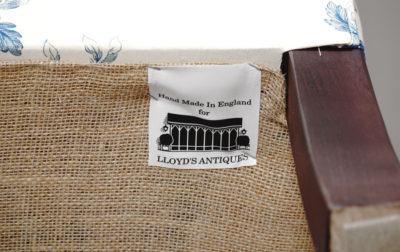 Hand Made In England
for
LLOYD'S ANTIQUES